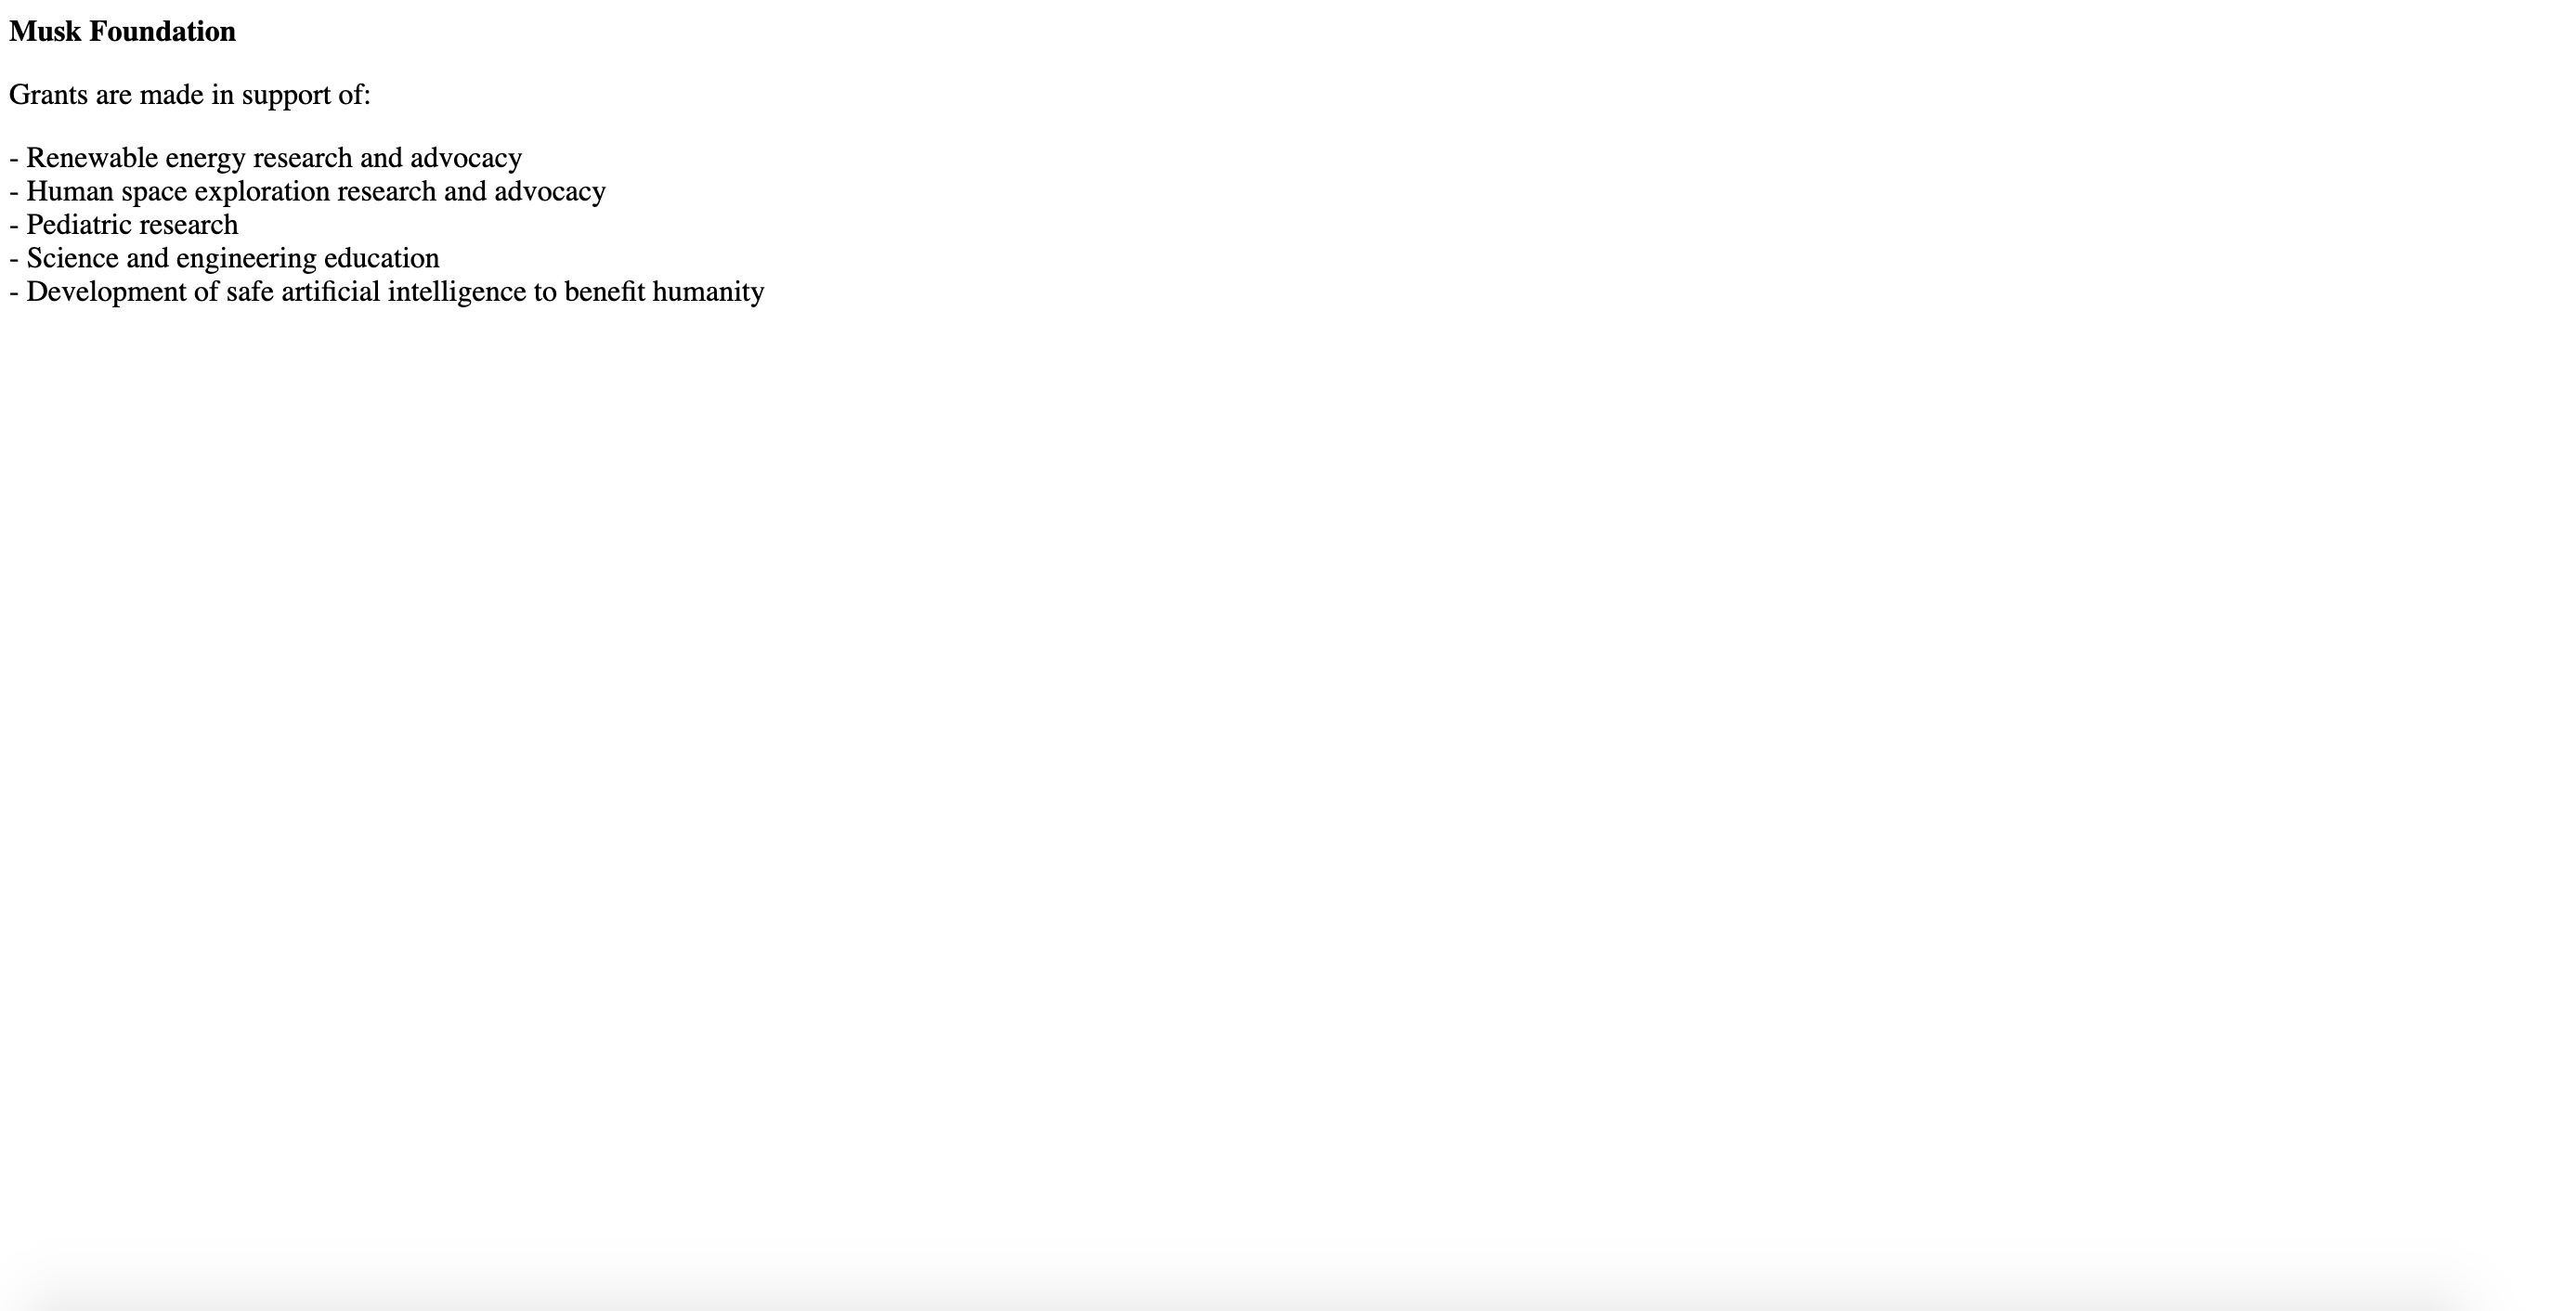 Musk Foundation
Grants are made in support of:
- Renewable energy research and advocacy
- Human space exploration research and advocacy
- Pediatric research
- Science and engineering education
- Development of safe artificial intelligence to benefit humanity